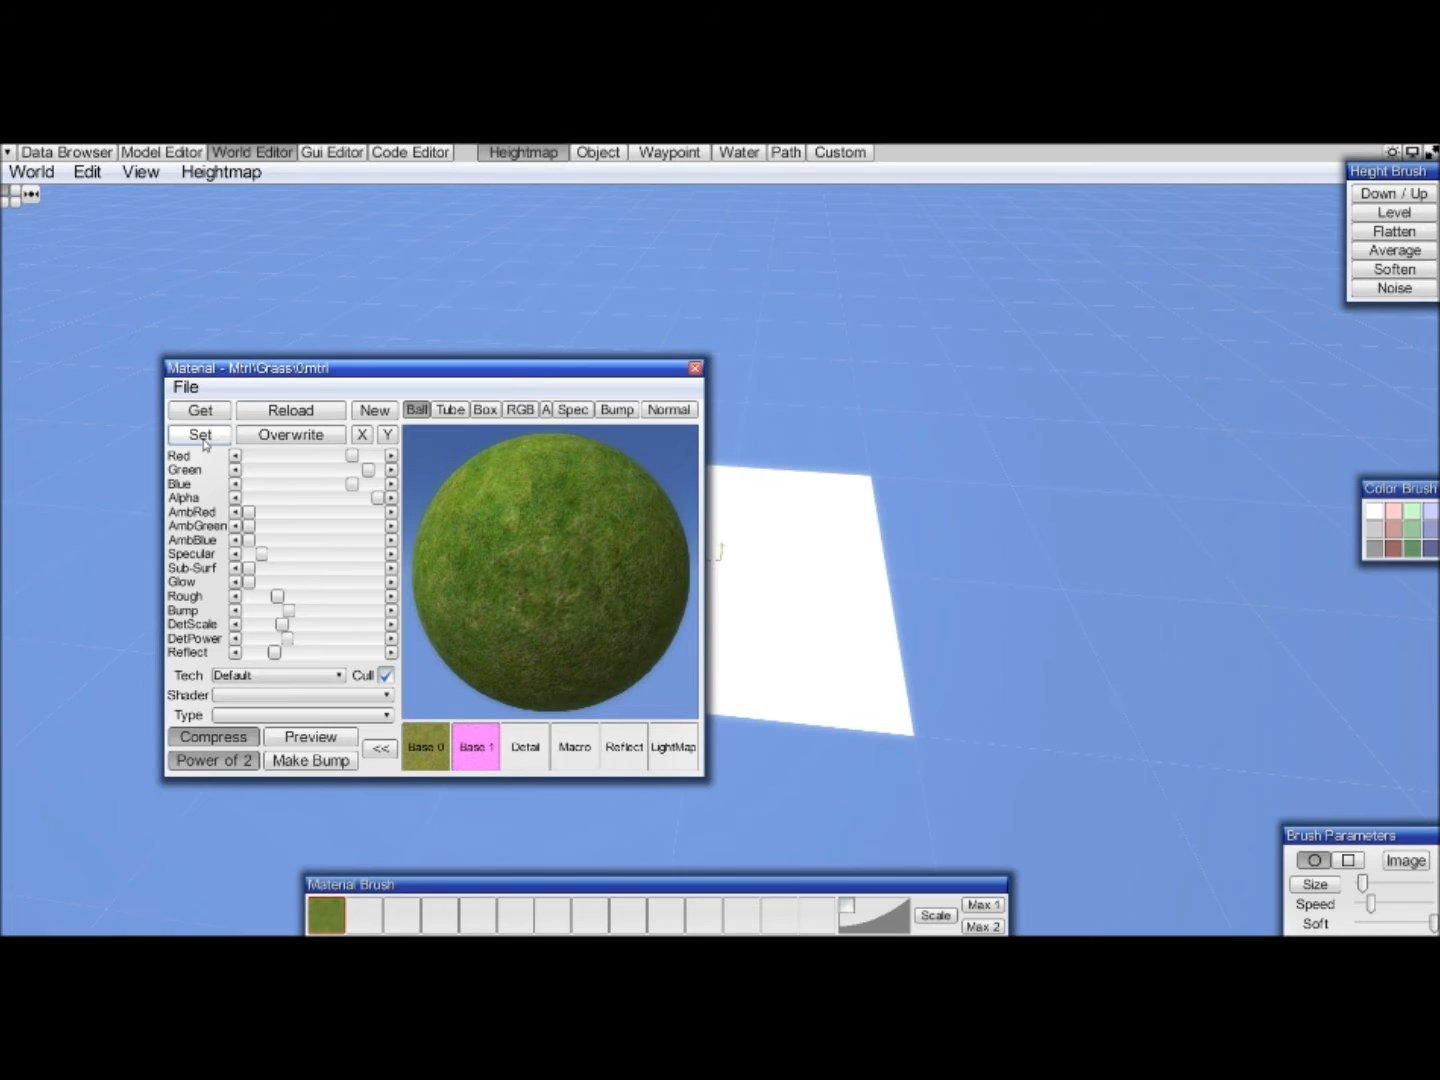 Data Browser Model Editor World Editor Gui Editor Code Editor Heightmap Object Waypoint Water Path Custom
World Edit View Heightmap
Height Brush
Down / Up
Level
Flatten
Average
Soften
Noise
Material - Mtrl\Grass\0.mtrl
File
Get Reload New Ball Tube Box RGB A Spec Bump Normal
Set Overwrite X Y
Red
Green
Blue
Alpha
AmbRed
AmbGreen
AmbBlue
Specular
Sub-Surf
Glow
Rough
Bump
DetScale
DetPower
Reflect
Tech Default Cull
Shader
Type
Compress Preview <<
Power of 2 Make Bump
Base 0 Base 1 Detail Macro Reflect LightMap
Color Brush
Material Brush
Scale Max 1
Max 2
Brush Parameters
Image
Size
Speed
Soft